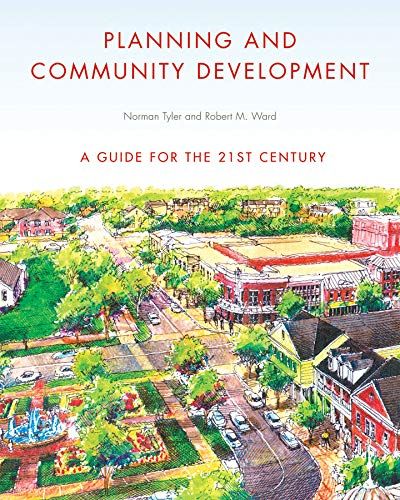 PLANNING AND
COMMUNITY DEVELOPMENT
Norman Tyler and Robert M. Ward
A GUIDE FOR THE 21ST CENTURY